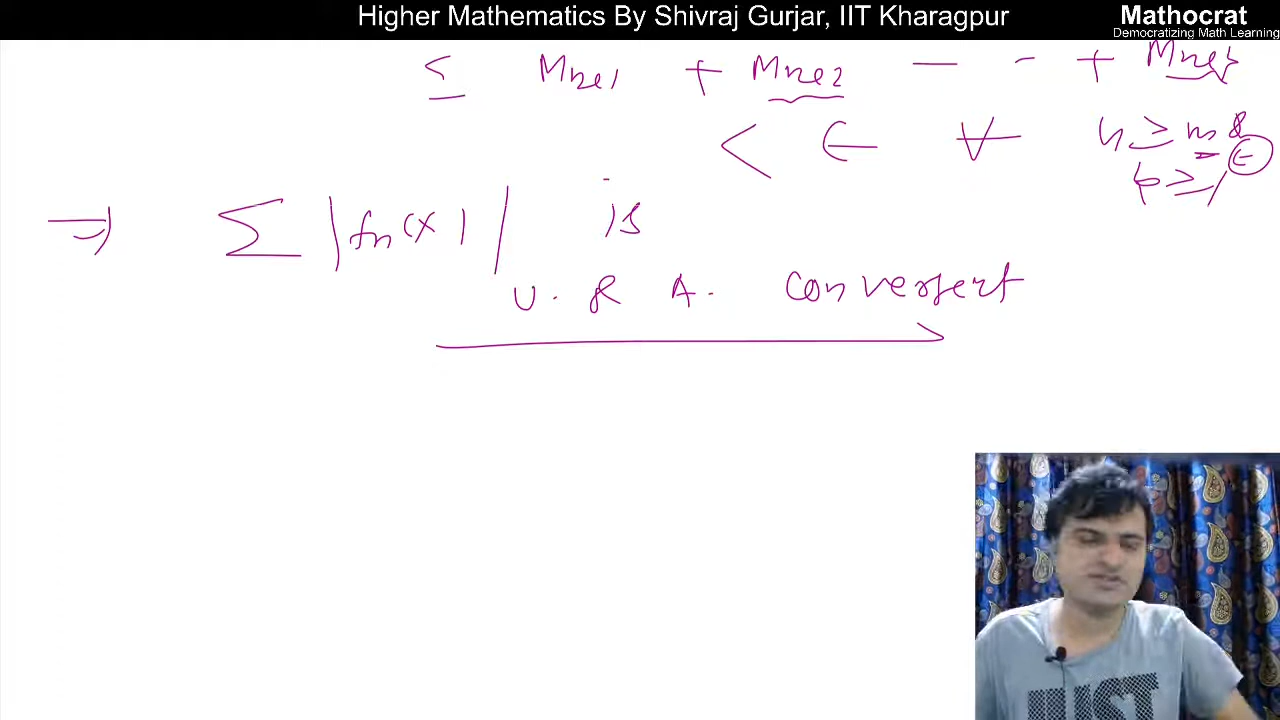 Higher Mathematics By Shivraj Gurjar, IIT Kharagpur
Mathocrat
Democratizing Math Learning
≤ Mn+1 + Mn+2 — - + Mn+p
< ∈ ∀ n ≥ m &
p ≥ 1
⇒ Σ |fn(x)| is
U. & A. convergent
JUST